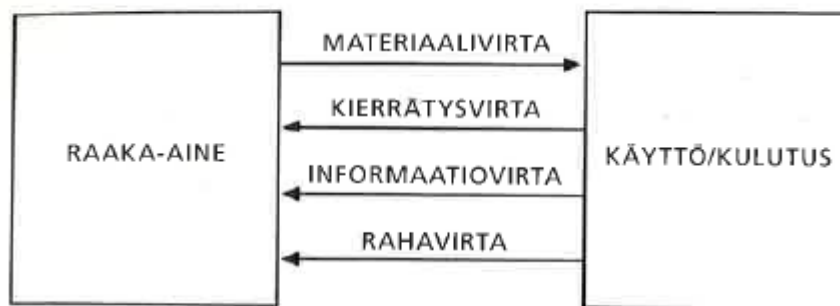 MATERIAALIVIRTA
KIERRÄTYSVIRTA
RAAKA-AINE
KÄYTTÖ/KULUTUS
INFORMAATIOVIRTA
RAHAVIRTA